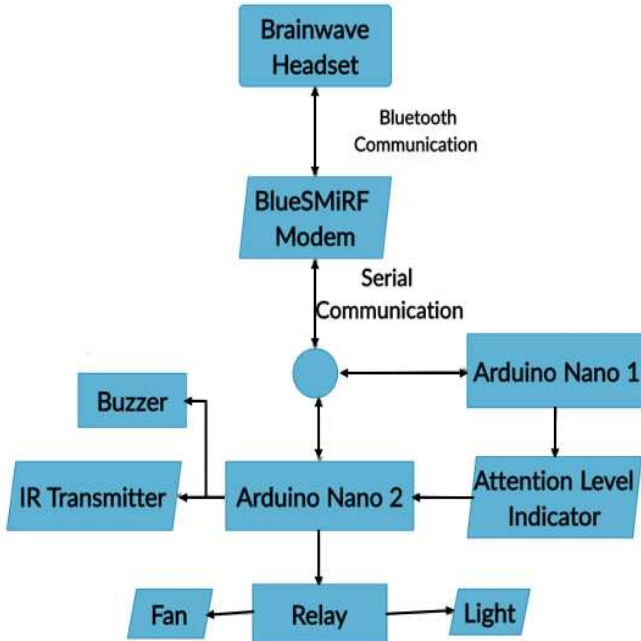 Brainwave
Headset
Bluetooth
Communication
BlueSMiRF
Modem
Serial
Communication
Arduino Nano 1
Buzzer
IR Transmitter
Arduino Nano 2
Attention Level
Indicator
Fan
Relay
Light